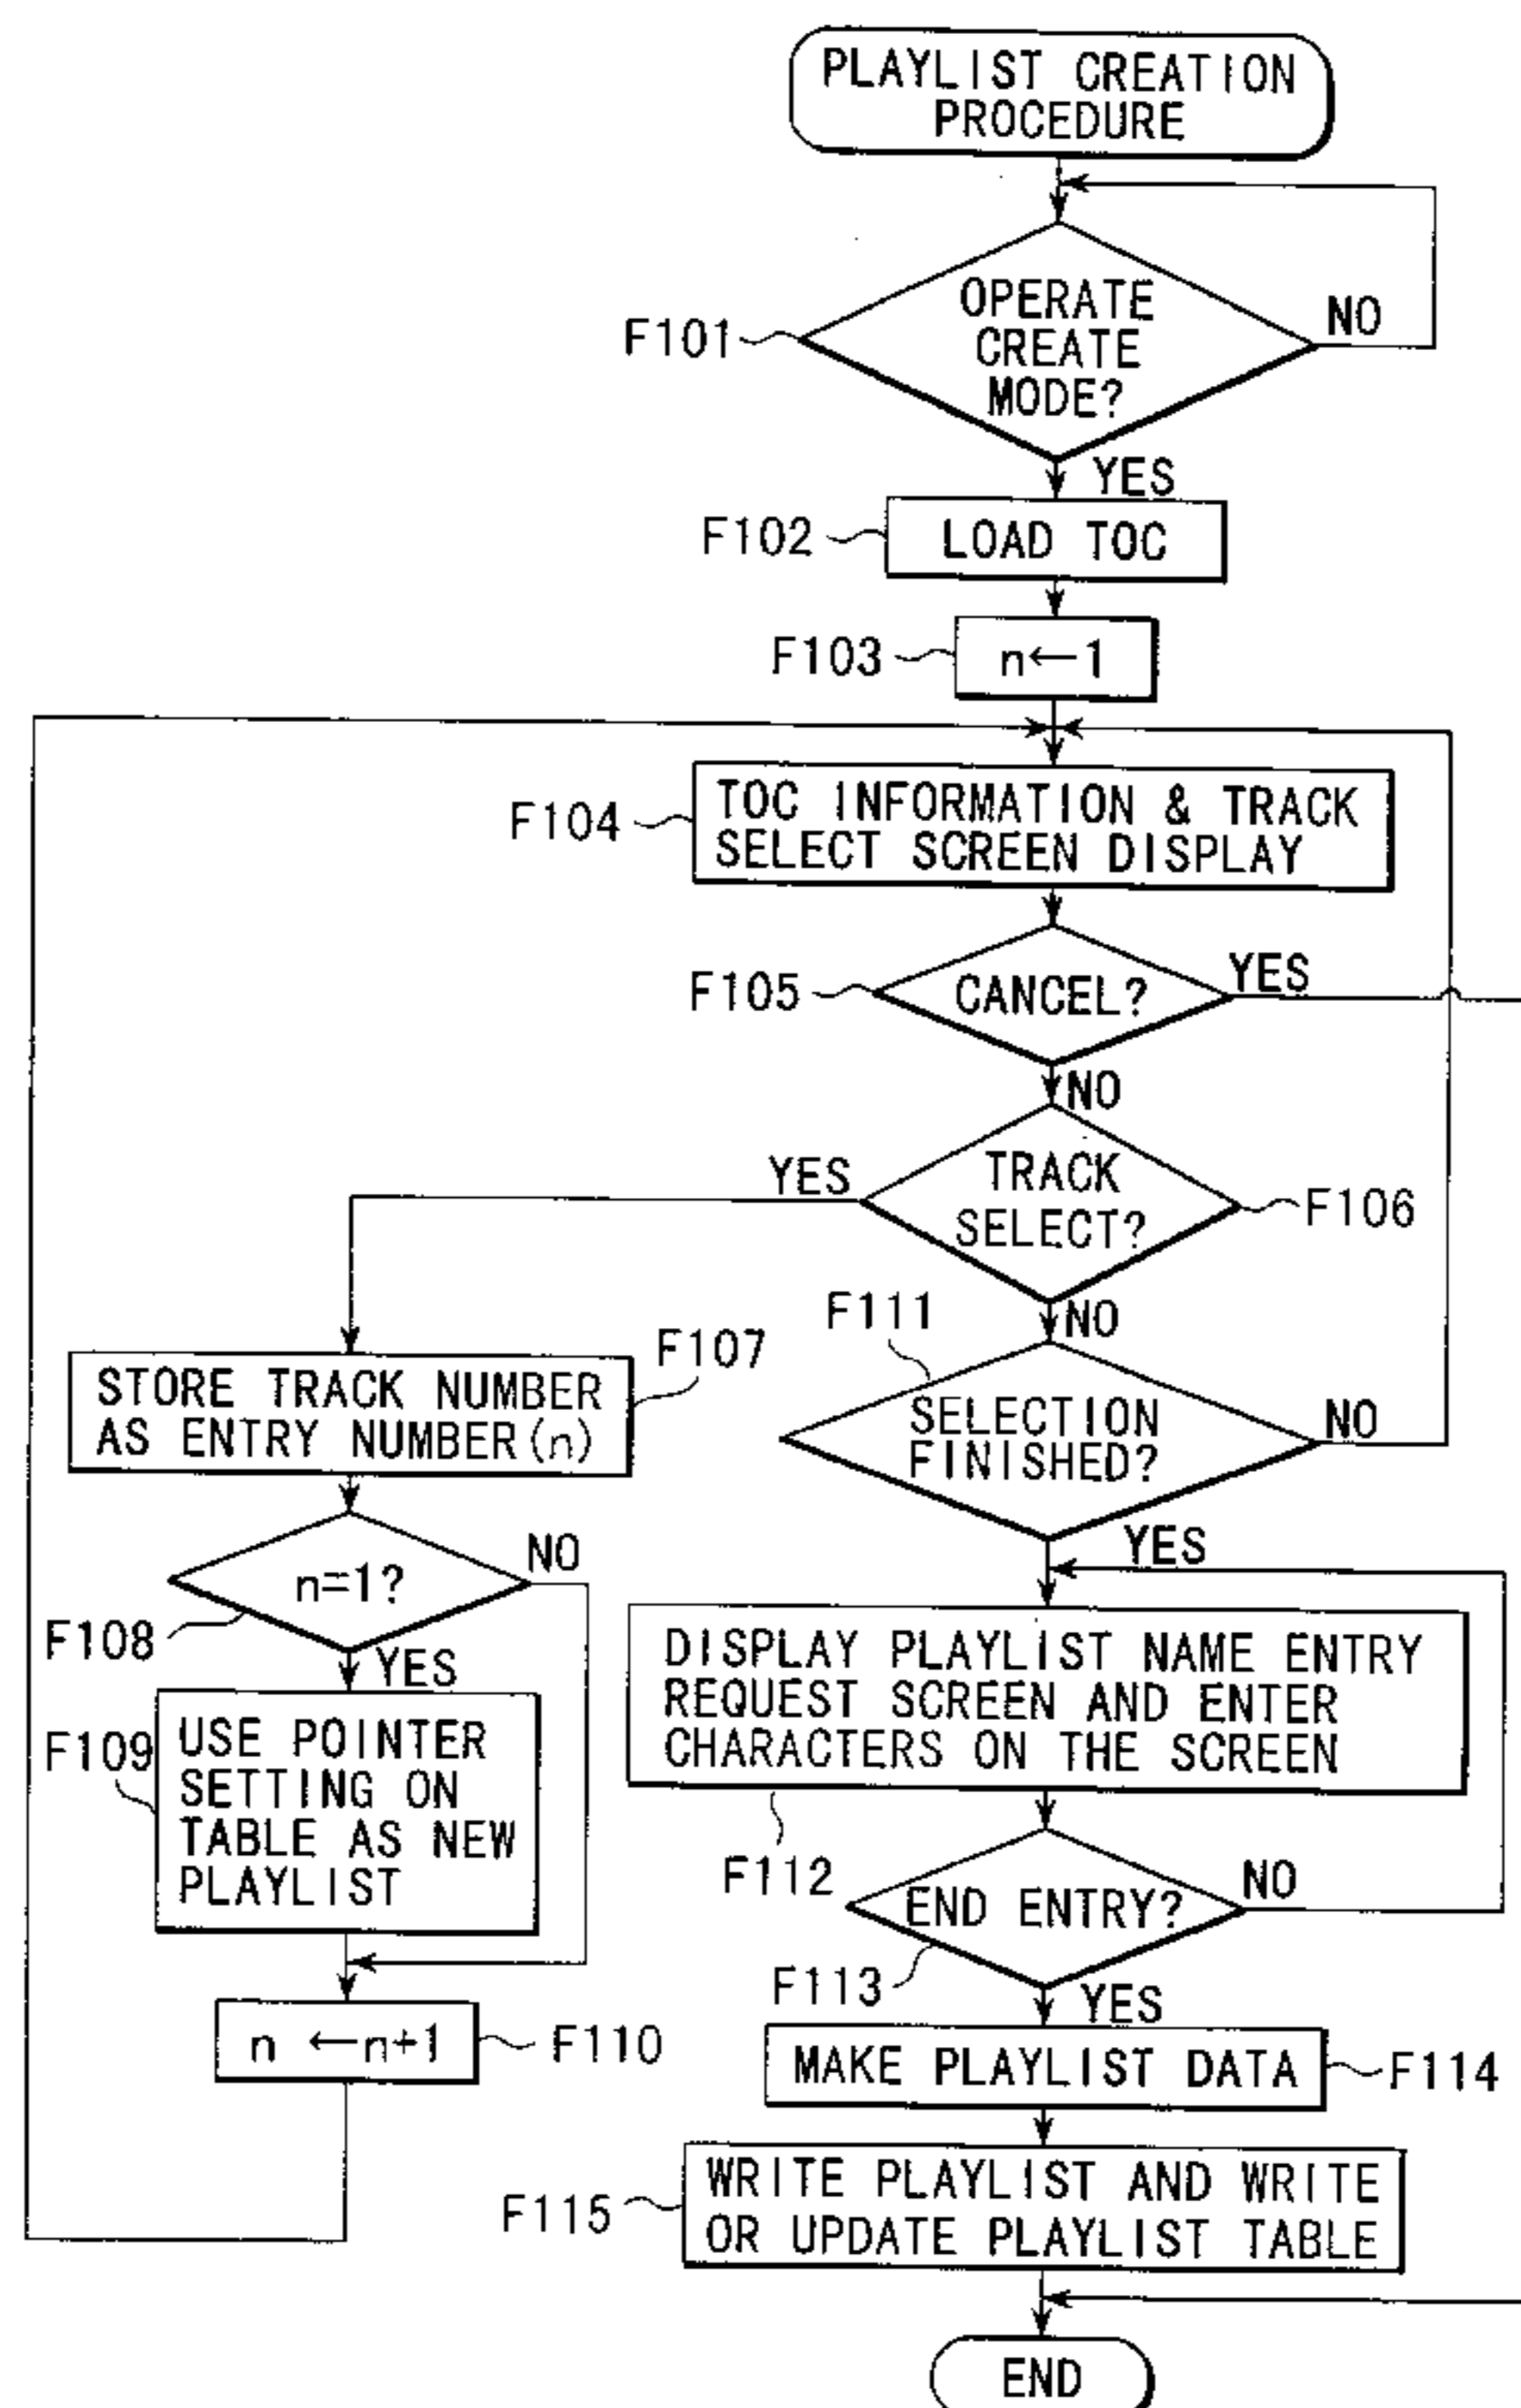 PLAYLIST CREATION
PROCEDURE
OPERATE
CREATE
MODE?
F101
NO
YES
F102
LOAD TOC
F103
n←1
F104
TOC INFORMATION & TRACK
SELECT SCREEN DISPLAY
F105
CANCEL?
YES
NO
YES
TRACK
SELECT?
F106
NO
F111
SELECTION
FINISHED?
NO
YES
F107
STORE TRACK NUMBER
AS ENTRY NUMBER(n)
n=1?
NO
F108
YES
F109
USE POINTER
SETTING ON
TABLE AS NEW
PLAYLIST
n ←n+1
F110
DISPLAY PLAYLIST NAME ENTRY
REQUEST SCREEN AND ENTER
CHARACTERS ON THE SCREEN
F112
END ENTRY?
NO
F113
YES
MAKE PLAYLIST DATA
F114
F115
WRITE PLAYLIST AND WRITE
OR UPDATE PLAYLIST TABLE
END